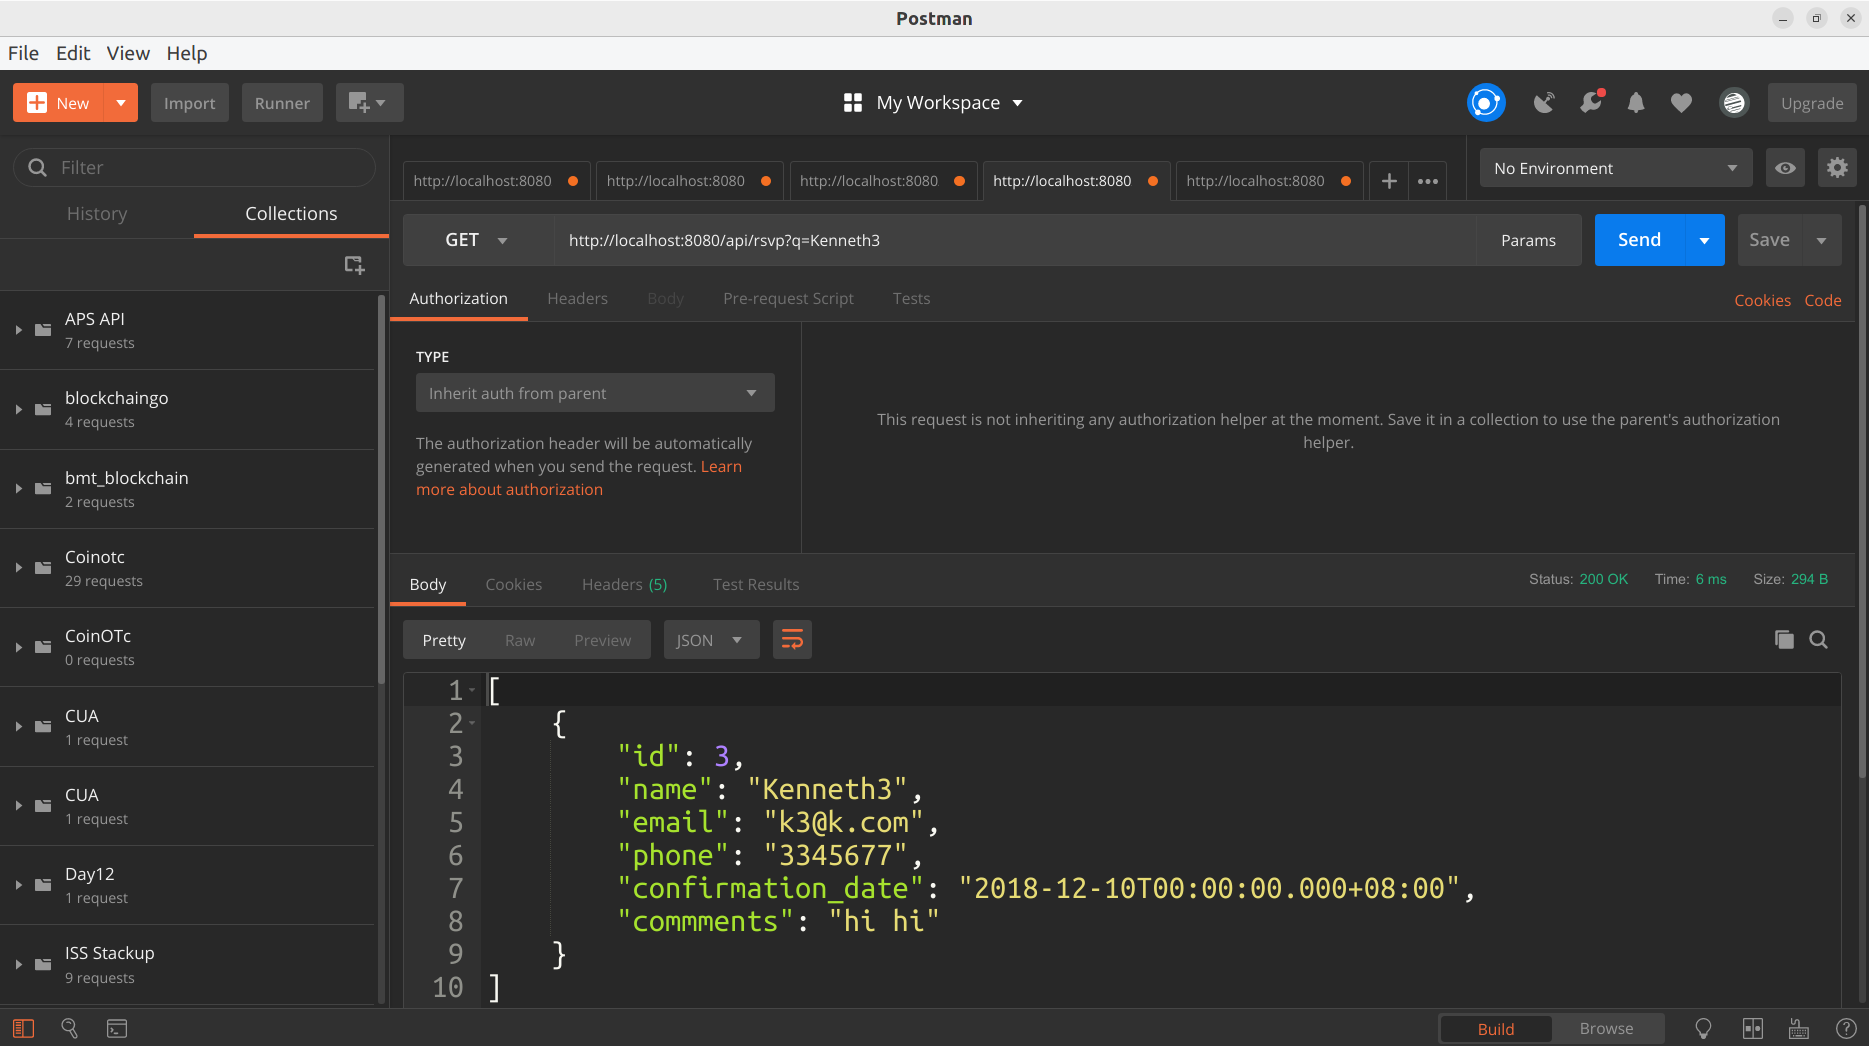 Postman
File Edit View Help
New Import Runner My Workspace Upgrade
Filter
History Collections
APS API
7 requests
blockchaingo
4 requests
bmt_blockchain
2 requests
Coinotc
29 requests
CoinOTc
0 requests
CUA
1 request
CUA
1 request
Day12
1 request
ISS Stackup
9 requests
http://localhost:8080 http://localhost:8080 http://localhost:8080 http://localhost:8080 http://localhost:8080 No Environment
GET http://localhost:8080/api/rsvp?q=Kenneth3 Params Send Save
Authorization Headers Body Pre-request Script Tests Cookies Code
TYPE
Inherit auth from parent
The authorization header will be automatically
generated when you send the request. Learn
more about authorization
This request is not inheriting any authorization helper at the moment. Save it in a collection to use the parent's authorization
helper.
Body Cookies Headers (5) Test Results Status: 200 OK Time: 6 ms Size: 294 B
Pretty Raw Preview JSON
1 [
2 {
3 "id": 3,
4 "name": "Kenneth3",
5 "email": "k3@k.com",
6 "phone": "3345677",
7 "confirmation_date": "2018-12-10T00:00:00.000+08:00",
8 "commments": "hi hi"
9 }
10 ]
Build Browse